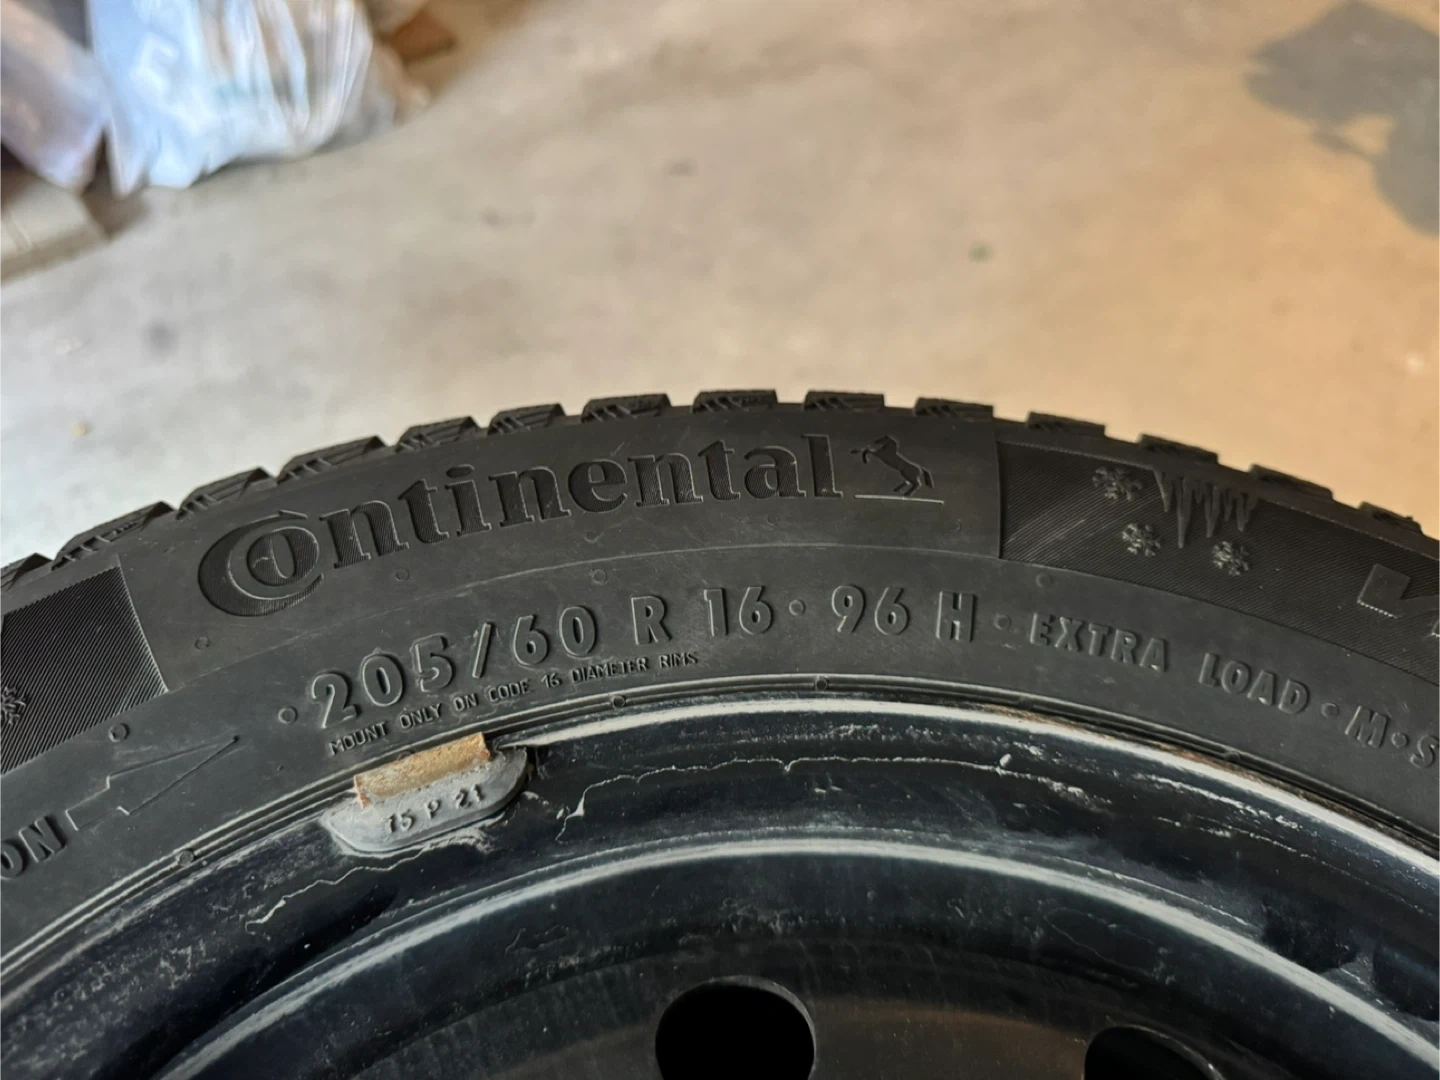 Continental
205/60 R 16 · 96 H · EXTRA LOAD · M·S
MOUNT ONLY ON CODE 16 DIAMETER RIMS
15 P 21